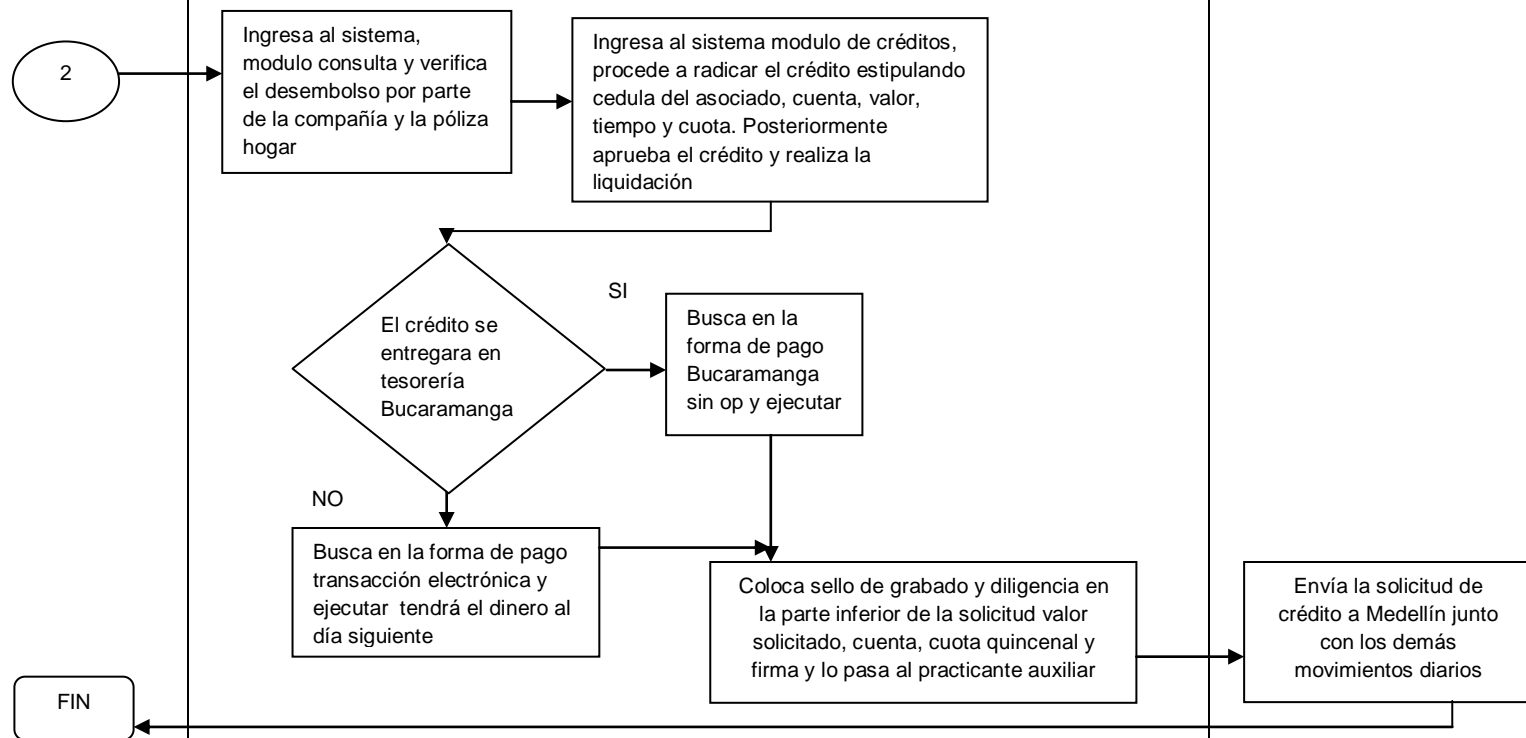 2
Ingresa al sistema,
modulo consulta y verifica
el desembolso por parte
de la compañía y la póliza
hogar
Ingresa al sistema modulo de créditos,
procede a radicar el crédito estipulando
cedula del asociado, cuenta, valor,
tiempo y cuota. Posteriormente
aprueba el crédito y realiza la
liquidación
El crédito se
entregara en
tesorería
Bucaramanga
SI
Busca en la
forma de pago
Bucaramanga
sin op y ejecutar
NO
Busca en la forma de pago
transacción electrónica y
ejecutar tendrá el dinero al
día siguiente
Coloca sello de grabado y diligencia en
la parte inferior de la solicitud valor
solicitado, cuenta, cuota quincenal y
firma y lo pasa al practicante auxiliar
Envía la solicitud de
crédito a Medellín junto
con los demás
movimientos diarios
FIN